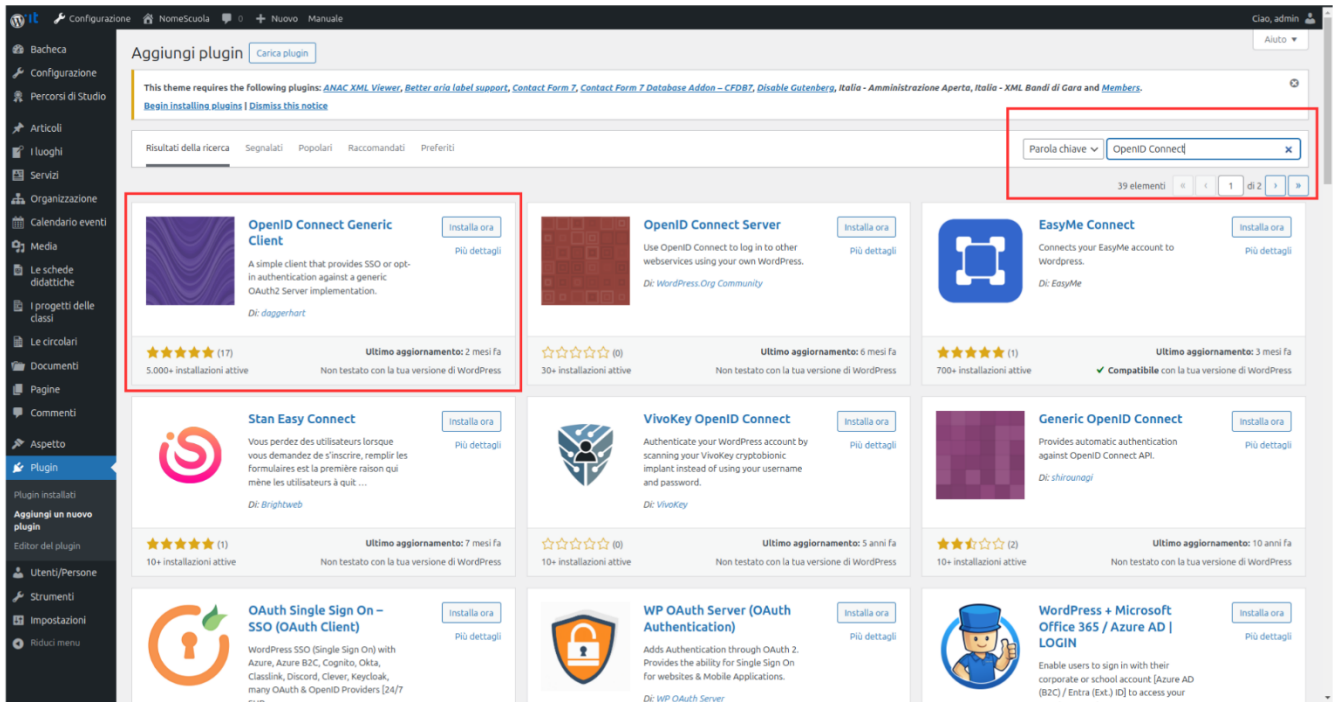 it Configurazione NomeScuola 0 + Nuovo Manuale Ciao, admin
Aiuto ▼
Bacheca
Configurazione
Percorsi di Studio
Articoli
I luoghi
Servizi
Organizzazione
Calendario eventi
Media
Le schede
didattiche
I progetti delle
classi
Le circolari
Documenti
Pagine
Commenti
Aspetto
Plugin
Plugin installati
Aggiungi un nuovo
plugin
Editor del plugin
Utenti/Persone
Strumenti
Impostazioni
Riduci menu
Aggiungi plugin Carica plugin
This theme requires the following plugins: ANAC XML Viewer, Better aria label support, Contact Form 7, Contact Form 7 Database Addon – CFDB7, Disable Gutenberg, Italia - Amministrazione Aperta, Italia - XML Bandi di Gara and Members.
Begin installing plugins | Dismiss this notice
Risultati della ricerca Segnalati Popolari Raccomandati Preferiti
Parola chiave OpenID Connect
39 elementi « ‹ 1 di 2 › »
OpenID Connect Generic
Client
Installa ora
Più dettagli
A simple client that provides SSO or opt-
in authentication against a generic
OAuth2 Server implementation.
Di: daggerhart
(17) Ultimo aggiornamento: 2 mesi fa
5.000+ installazioni attive Non testato con la tua versione di WordPress
OpenID Connect Server
Installa ora
Più dettagli
Use OpenID Connect to log in to other
webservices using your own WordPress.
Di: WordPress.Org Community
(0) Ultimo aggiornamento: 6 mesi fa
30+ installazioni attive Non testato con la tua versione di WordPress
EasyMe Connect
Installa ora
Più dettagli
Connects your EasyMe account to
Wordpress.
Di: EasyMe
(1) Ultimo aggiornamento: 3 mesi fa
700+ installazioni attive ✓ Compatibile con la tua versione di WordPress
Stan Easy Connect
Installa ora
Più dettagli
Vous perdez des utilisateurs lorsque
vous demandez de s'inscrire, remplir les
formulaires est la première raison qui
mène les utilisateurs à quit …
Di: Brightweb
(1) Ultimo aggiornamento: 7 mesi fa
10+ installazioni attive Non testato con la tua versione di WordPress
VivoKey OpenID Connect
Installa ora
Più dettagli
Authenticate your WordPress account by
scanning your VivoKey cryptobionic
implant instead of using your username
and password.
Di: VivoKey
(0) Ultimo aggiornamento: 5 anni fa
10+ installazioni attive Non testato con la tua versione di WordPress
Generic OpenID Connect
Installa ora
Più dettagli
Provides automatic authentication
against OpenID Connect API.
Di: shirounagi
(2) Ultimo aggiornamento: 10 anni fa
10+ installazioni attive Non testato con la tua versione di WordPress
OAuth Single Sign On –
SSO (OAuth Client)
Installa ora
Più dettagli
WordPress SSO (Single Sign On) with
Azure, Azure B2C, Cognito, Okta,
Classlink, Discord, Clever, Keycloak,
many OAuth & OpenID Providers [24/7
WP OAuth Server (OAuth
Authentication)
Installa ora
Più dettagli
Adds Authentication through OAuth 2.
Provides the ability for Single Sign On
for websites & Mobile Applications.
Di: WP OAuth Server
WordPress + Microsoft
Office 365 / Azure AD |
LOGIN
Installa ora
Più dettagli
Enable users to sign in with their
corporate or school account [Azure AD
(B2C) / Entra (Ext.) ID] to access your